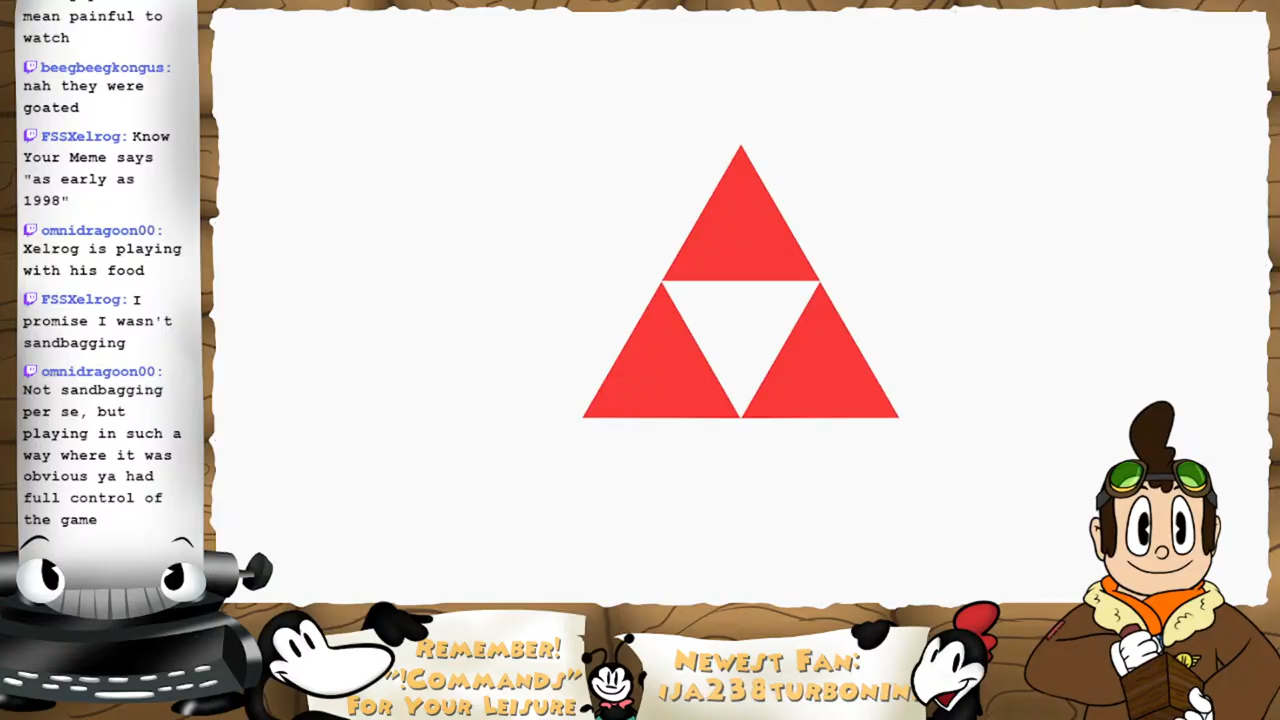 mean painful to
watch
beegbeegkongus:
nah they were
goated
FSSXelrog: Know
Your Meme says
"as early as
1998"
omnidragoon00:
Xelrog is playing
with his food
FSSXelrog: I
promise I wasn't
sandbagging
omnidragoon00:
Not sandbagging
per se, but
playing in such a
way where it was
obvious ya had
full control of
the game
Remember!
"!Commands"
For Your Leisure
Newest Fan:
1JA238TURBONIN